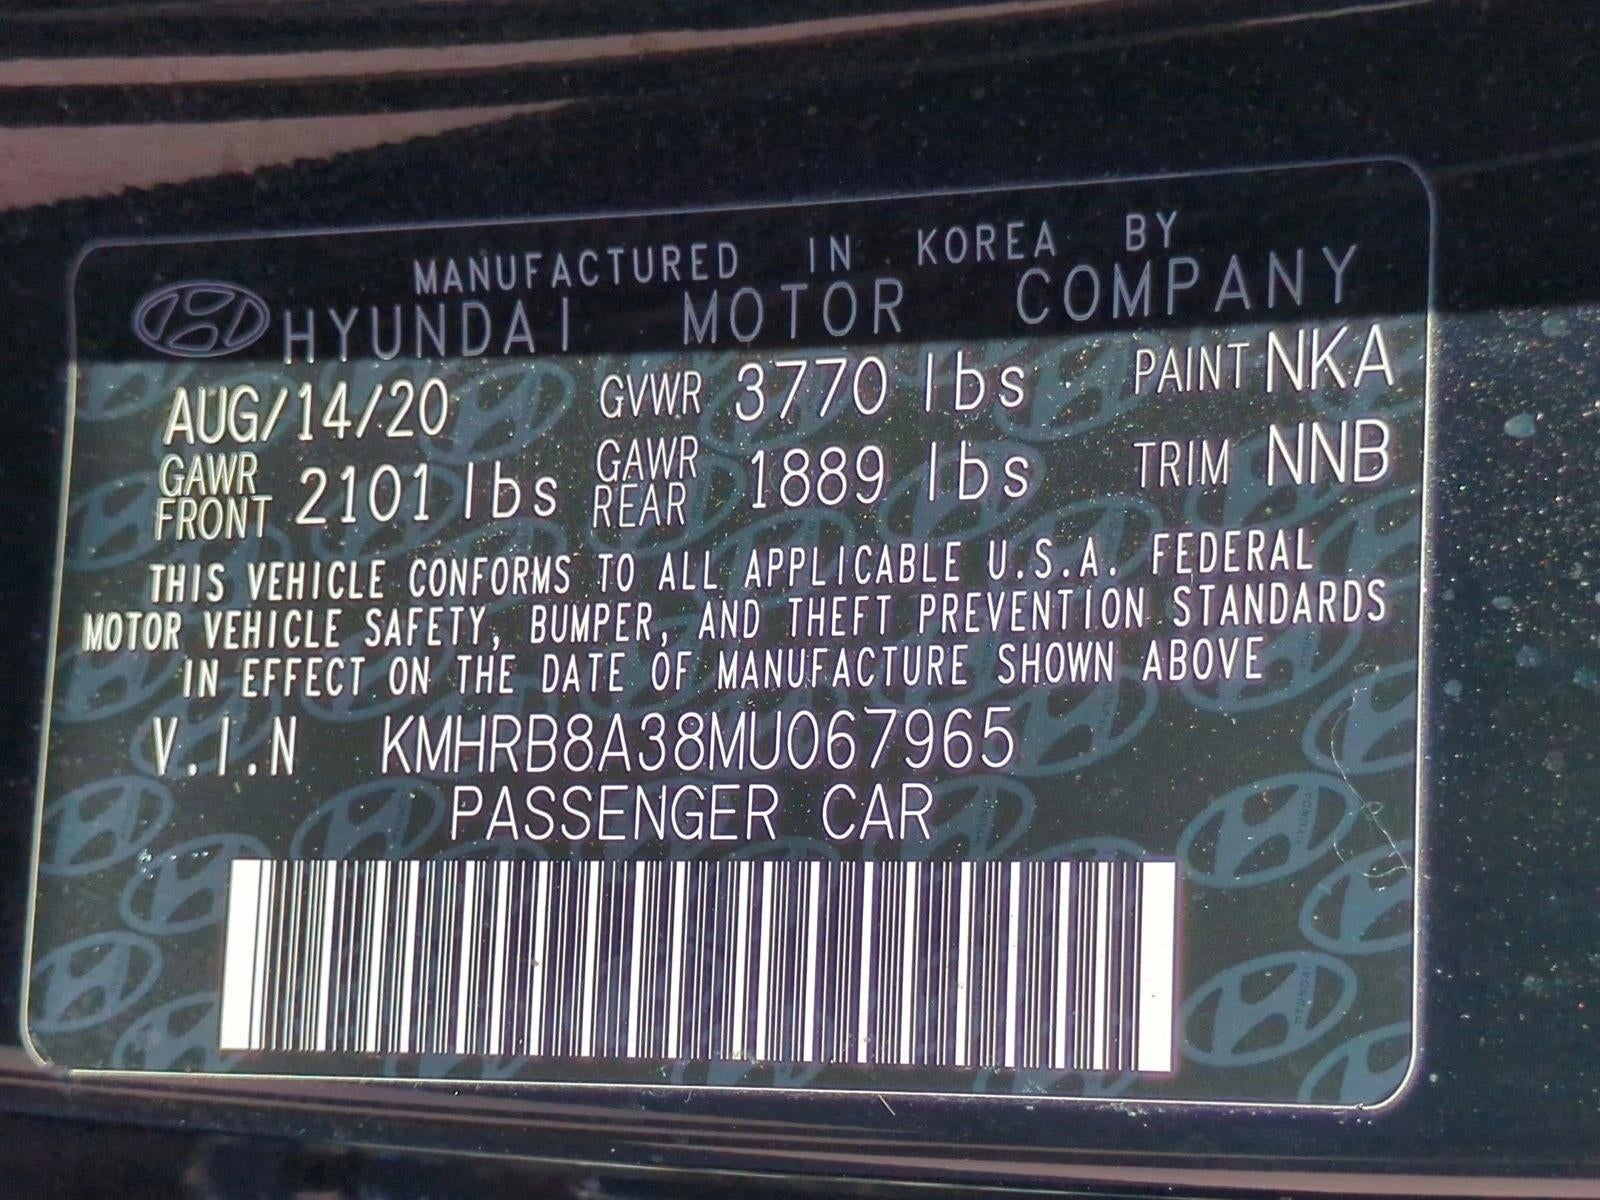 MANUFACTURED IN KOREA BY
HYUNDAI MOTOR COMPANY
AUG/14/20 GVWR 3770 lbs PAINT NKA
GAWR FRONT 2101 lbs GAWR REAR 1889 lbs TRIM NNB
THIS VEHICLE CONFORMS TO ALL APPLICABLE U.S.A. FEDERAL
MOTOR VEHICLE SAFETY, BUMPER, AND THEFT PREVENTION STANDARDS
IN EFFECT ON THE DATE OF MANUFACTURE SHOWN ABOVE
V.I.N KMHRB8A38MU067965
PASSENGER CAR